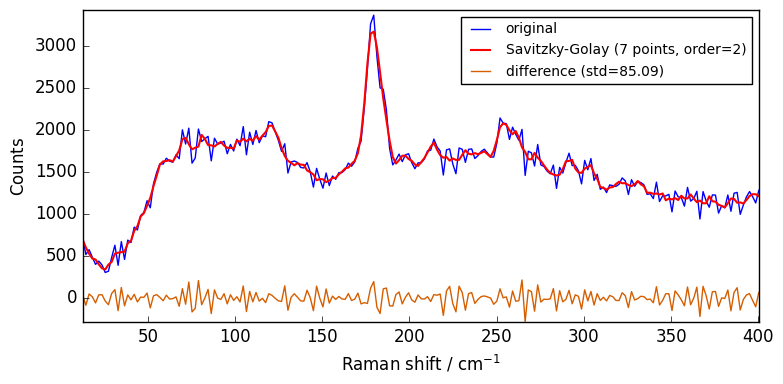 original
Savitzky-Golay (7 points, order=2)
difference (std=85.09)
3000
2500
2000
1500
1000
500
0
Counts
50 100 150 200 250 300 350 400
Raman shift / cm⁻¹